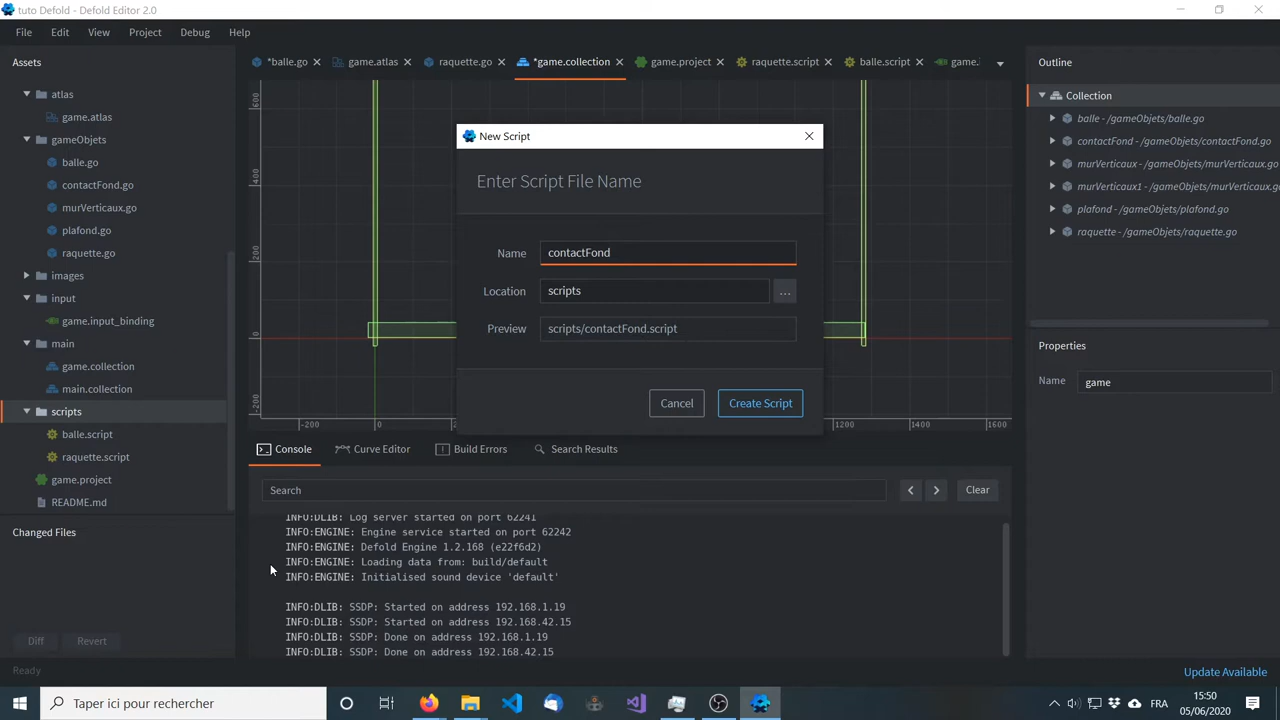 tuto Defold - Defold Editor 2.0
File Edit View Project Debug Help
Assets
atlas
game.atlas
gameObjets
balle.go
contactFond.go
murVerticaux.go
plafond.go
raquette.go
images
input
game.input_binding
main
game.collection
main.collection
scripts
balle.script
raquette.script
game.project
README.md
Changed Files
Diff Revert
Ready
*balle.go game.atlas raquette.go *game.collection game.project raquette.script balle.script game.
600
400
200
0
-200
-200 0 2 1200 1400 1600
New Script
Enter Script File Name
Name contactFond
Location scripts ...
Preview scripts/contactFond.script
Cancel Create Script
Console Curve Editor Build Errors Search Results
Search Clear
INFO:DLIB: Log server started on port 62241
INFO:ENGINE: Engine service started on port 62242
INFO:ENGINE: Defold Engine 1.2.168 (e22f6d2)
INFO:ENGINE: Loading data from: build/default
INFO:ENGINE: Initialised sound device 'default'
INFO:DLIB: SSDP: Started on address 192.168.1.19
INFO:DLIB: SSDP: Started on address 192.168.42.15
INFO:DLIB: SSDP: Done on address 192.168.1.19
INFO:DLIB: SSDP: Done on address 192.168.42.15
Outline
Collection
balle - /gameObjets/balle.go
contactFond - /gameObjets/contactFond.go
murVerticaux - /gameObjets/murVerticaux.go
murVerticaux1 - /gameObjets/murVerticaux.go
plafond - /gameObjets/plafond.go
raquette - /gameObjets/raquette.go
Properties
Name game
Update Available
Taper ici pour rechercher
FRA
15:50
05/06/2020